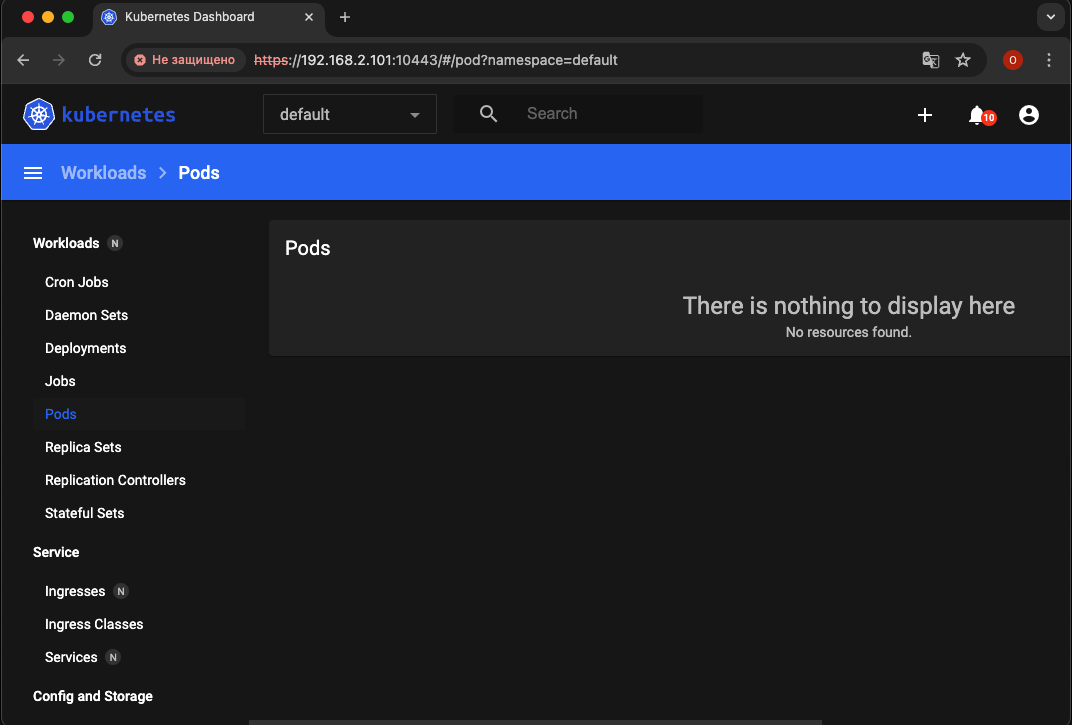 Kubernetes Dashboard
Не защищено https://192.168.2.101:10443/#/pod?namespace=default O
kubernetes default Search 10
Workloads Pods
Workloads N
Cron Jobs
Daemon Sets
Deployments
Jobs
Pods
Replica Sets
Replication Controllers
Stateful Sets
Service
Ingresses N
Ingress Classes
Services N
Config and Storage
Pods
There is nothing to display here
No resources found.